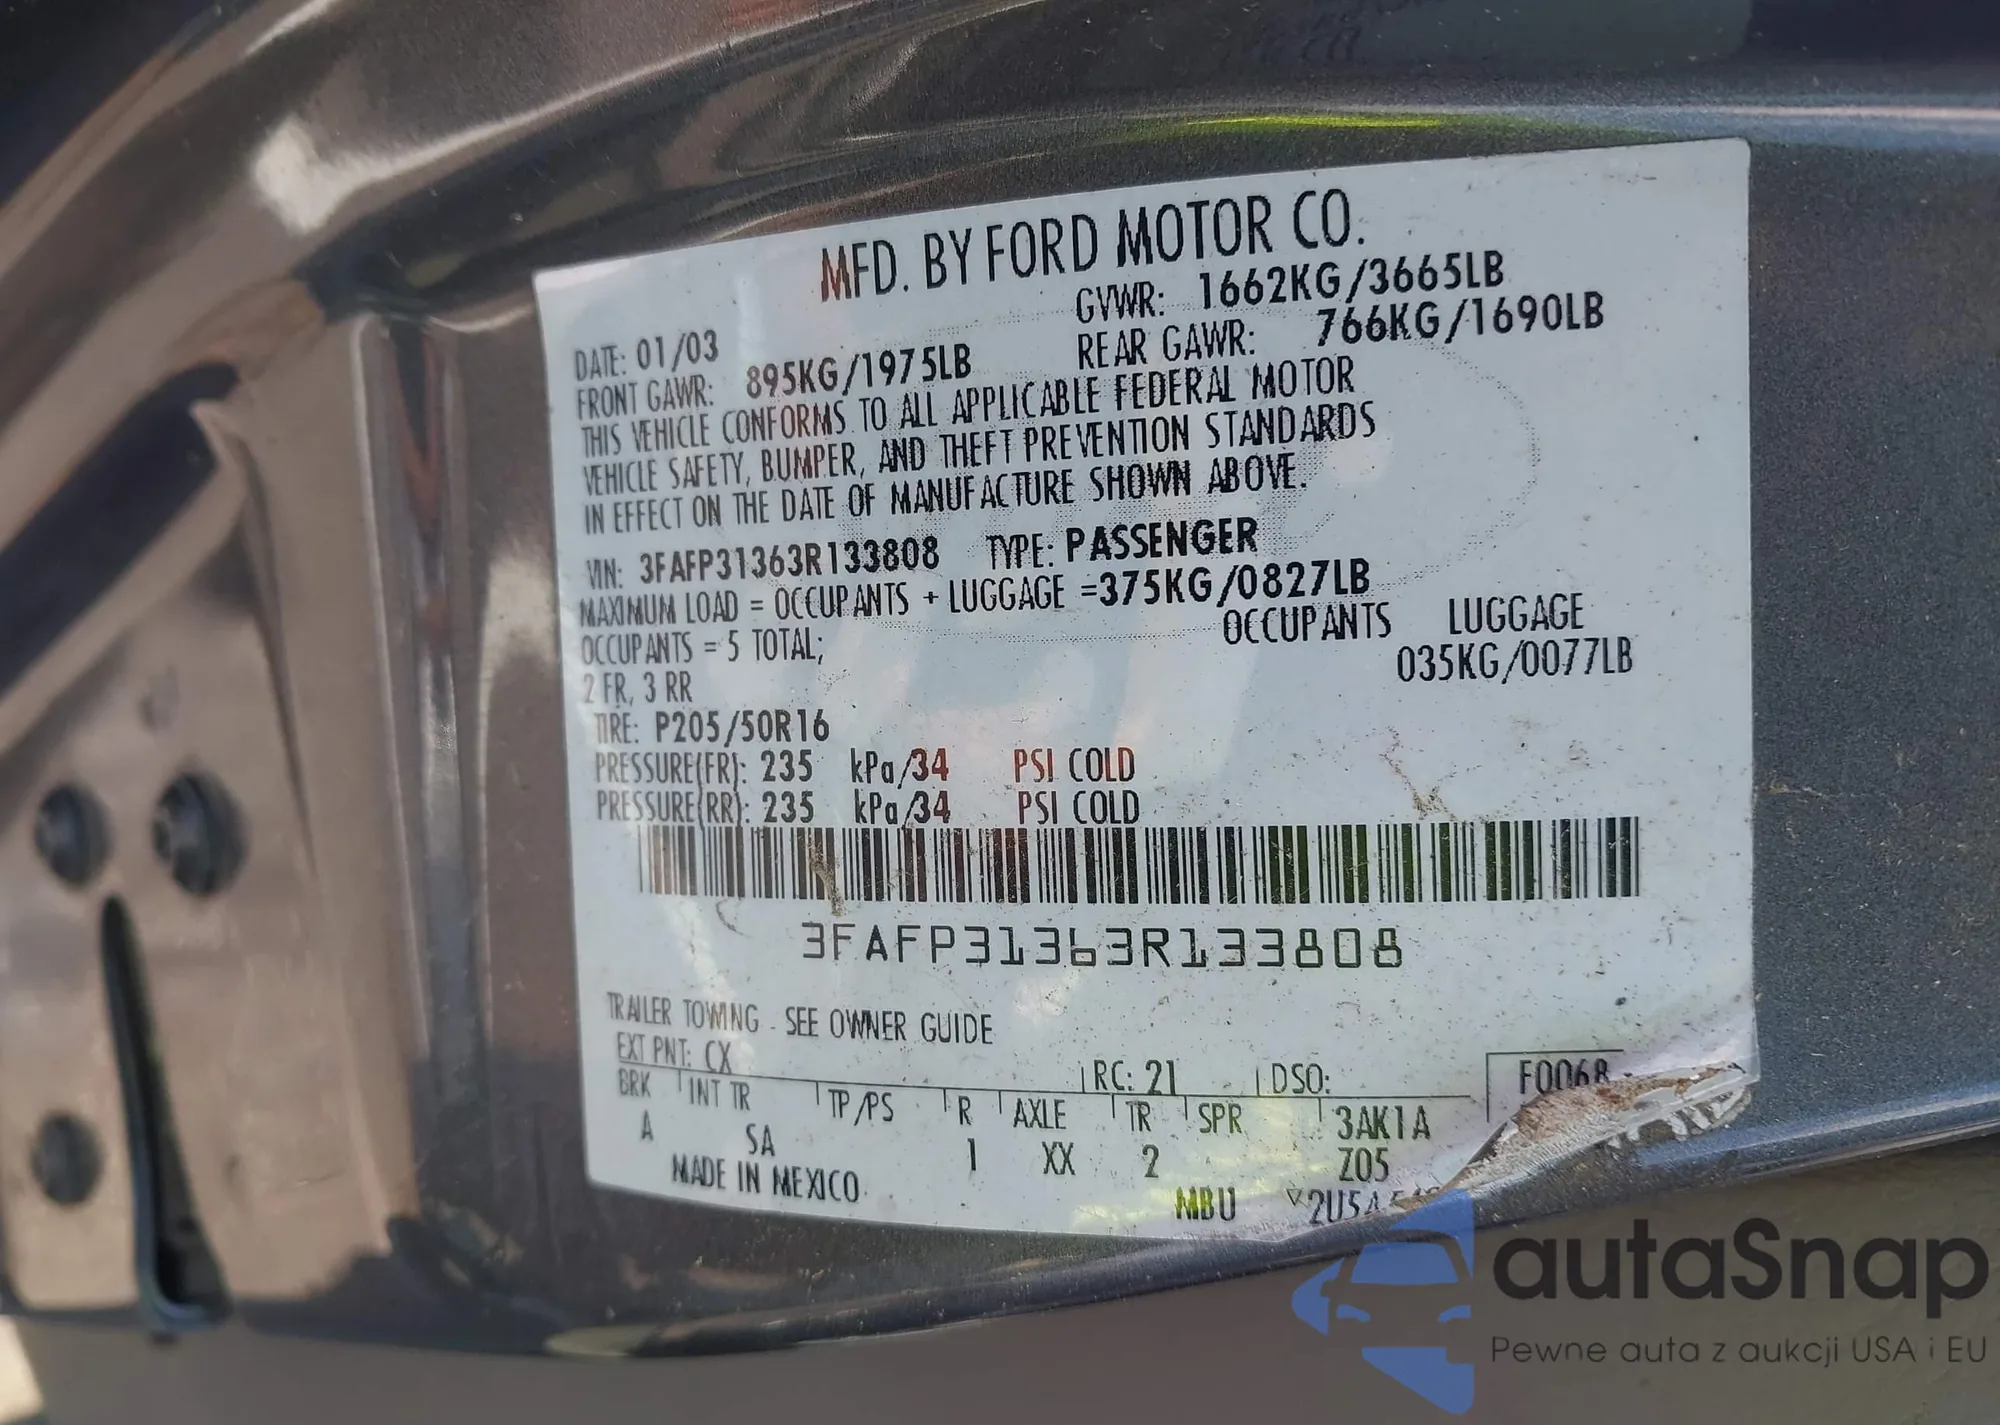 MFD. BY FORD MOTOR CO.
DATE: 01/03 GVWR: 1662KG/3665LB
FRONT GAWR: 895KG/1975LB REAR GAWR: 766KG/1690LB
THIS VEHICLE CONFORMS TO ALL APPLICABLE FEDERAL MOTOR
VEHICLE SAFETY, BUMPER, AND THEFT PREVENTION STANDARDS
IN EFFECT ON THE DATE OF MANUFACTURE SHOWN ABOVE.
VIN: 3FAFP31363R133808 TYPE: PASSENGER
MAXIMUM LOAD = OCCUPANTS + LUGGAGE =375KG/0827LB
OCCUPANTS = 5 TOTAL; OCCUPANTS LUGGAGE
2 FR, 3 RR 035KG/0077LB
TIRE: P205/50R16
PRESSURE(FR): 235 kPa/34 PSI COLD
PRESSURE(RR): 235 kPa/34 PSI COLD
3FAFP31363R133808
TRAILER TOWING - SEE OWNER GUIDE
EXT PNT: CX RC: 21 DSO: F0068
BRK INT TR TP/PS R AXLE TR SPR 3AK1A
A SA 1 XX 2 Z05
MADE IN MEXICO MBU
autaSnap
Pewne auta z aukcji USA i EU